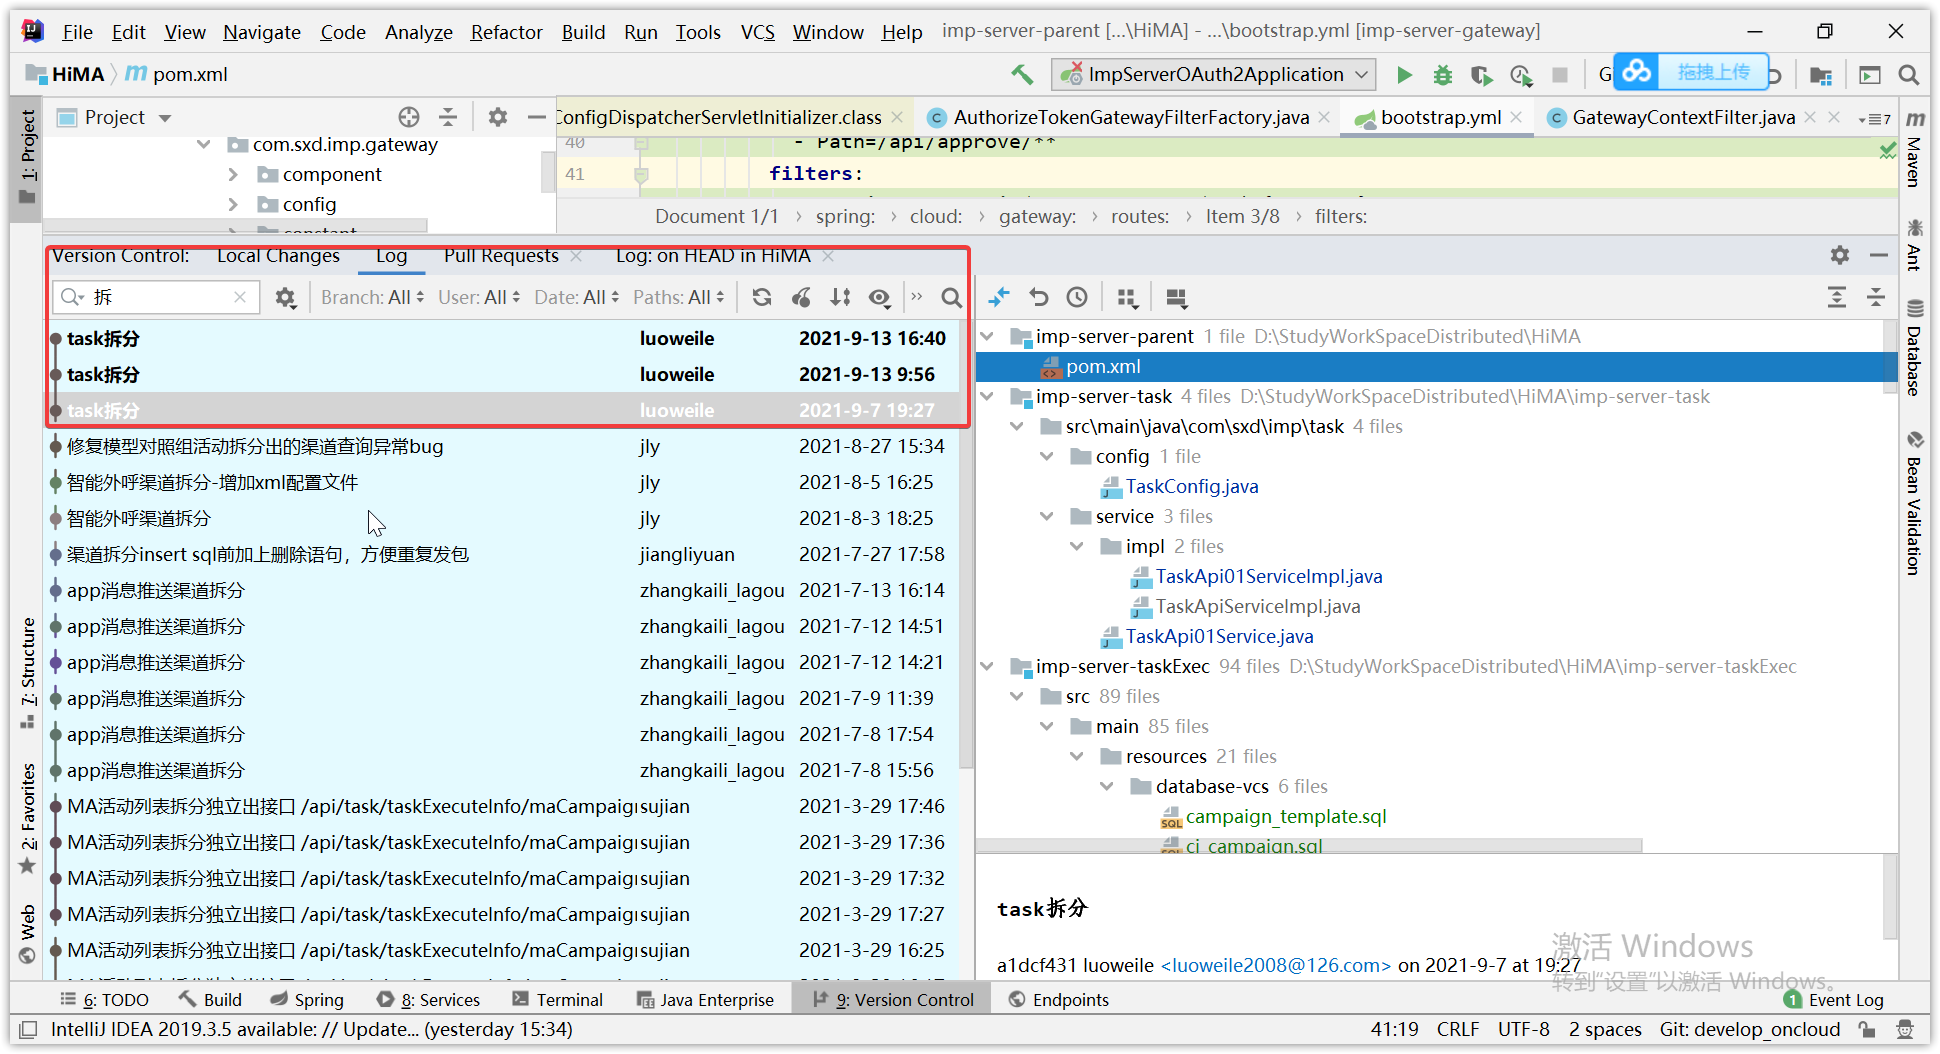 File Edit View Navigate Code Analyze Refactor Build Run Tools VCS Window Help imp-server-parent [...\HiMA] - ...\bootstrap.yml [imp-server-gateway]
HiMA pom.xml ImpServerOAuth2Application 拖拽上传
1: Project
Project
ConfigDispatcherServletInitializer.class AuthorizeTokenGatewayFilterFactory.java bootstrap.yml GatewayContextFilter.java 7
com.sxd.imp.gateway
component
config
constant
40 - Path=/api/approve/**
41 filters:
Document 1/1 › spring: › cloud: › gateway: › routes: › Item 3/8 › filters:
Version Control: Local Changes Log Pull Requests Log: on HEAD in HiMA
拆 Branch: All User: All Date: All Paths: All
task拆分 luoweile 2021-9-13 16:40
task拆分 luoweile 2021-9-13 9:56
task拆分 luoweile 2021-9-7 19:27
修复模型对照组活动拆分出的渠道查询异常bug jly 2021-8-27 15:34
智能外呼渠道拆分-增加xml配置文件 jly 2021-8-5 16:25
智能外呼渠道拆分 jly 2021-8-3 18:25
渠道拆分insert sql前加上删除语句，方便重复发包 jiangliyuan 2021-7-27 17:58
app消息推送渠道拆分 zhangkaili_lagou 2021-7-13 16:14
app消息推送渠道拆分 zhangkaili_lagou 2021-7-12 14:51
app消息推送渠道拆分 zhangkaili_lagou 2021-7-12 14:21
app消息推送渠道拆分 zhangkaili_lagou 2021-7-9 11:39
app消息推送渠道拆分 zhangkaili_lagou 2021-7-8 17:54
app消息推送渠道拆分 zhangkaili_lagou 2021-7-8 15:56
MA活动列表拆分独立出接口 /api/task/taskExecuteInfo/maCampaig sujian 2021-3-29 17:46
MA活动列表拆分独立出接口 /api/task/taskExecuteInfo/maCampaig sujian 2021-3-29 17:36
MA活动列表拆分独立出接口 /api/task/taskExecuteInfo/maCampaig sujian 2021-3-29 17:32
MA活动列表拆分独立出接口 /api/task/taskExecuteInfo/maCampaig sujian 2021-3-29 17:27
MA活动列表拆分独立出接口 /api/task/taskExecuteInfo/maCampaig sujian 2021-3-29 16:25
imp-server-parent 1 file D:\StudyWorkSpaceDistributed\HiMA
pom.xml
imp-server-task 4 files D:\StudyWorkSpaceDistributed\HiMA\imp-server-task
src\main\java\com\sxd\imp\task 4 files
config 1 file
TaskConfig.java
service 3 files
impl 2 files
TaskApi01ServiceImpl.java
TaskApiServiceImpl.java
TaskApi01Service.java
imp-server-taskExec 94 files D:\StudyWorkSpaceDistributed\HiMA\imp-server-taskExec
src 89 files
main 85 files
resources 21 files
database-vcs 6 files
campaign_template.sql
ci_campaign.sql
task拆分
a1dcf431 luoweile <luoweile2008@126.com> on 2021-9-7 at 19:27
激活 Windows
转到“设置”以激活 Windows。
7: Structure
2: Favorites
Web
Maven
Ant
Database
Bean Validation
6: TODO Build Spring 8: Services Terminal Java Enterprise 9: Version Control Endpoints 1 Event Log
IntelliJ IDEA 2019.3.5 available: // Update... (yesterday 15:34) 41:19 CRLF UTF-8 2 spaces Git: develop_oncloud